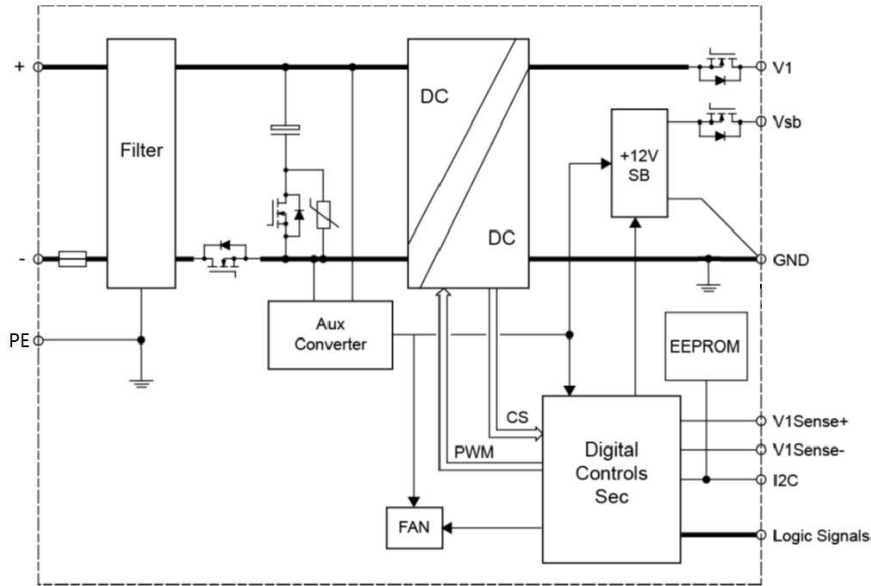 +
V1
DC
Vsb
Filter
+12V
SB
DC
-
GND
PE
Aux
Converter
EEPROM
CS
V1Sense+
PWM
Digital
Controls
Sec
V1Sense-
I2C
FAN
Logic Signals